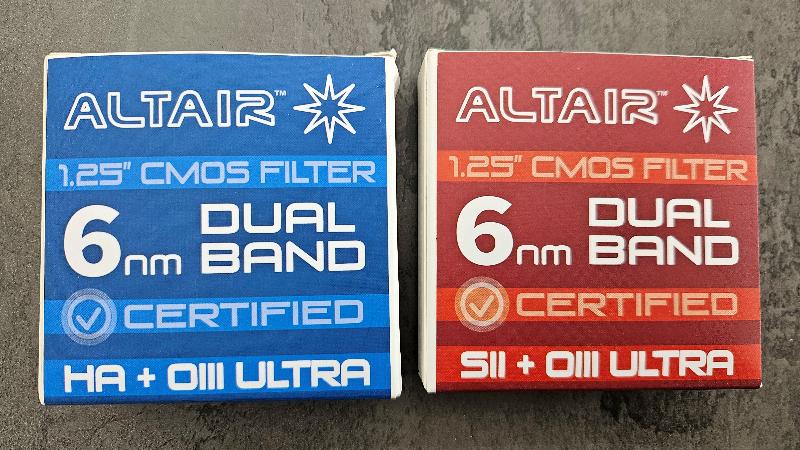 ALTAIR™
1.25" CMOS FILTER
6nm DUAL BAND
CERTIFIED
HA + OIII ULTRA
ALTAIR™
1.25" CMOS FILTER
6nm DUAL BAND
CERTIFIED
SII + OIII ULTRA